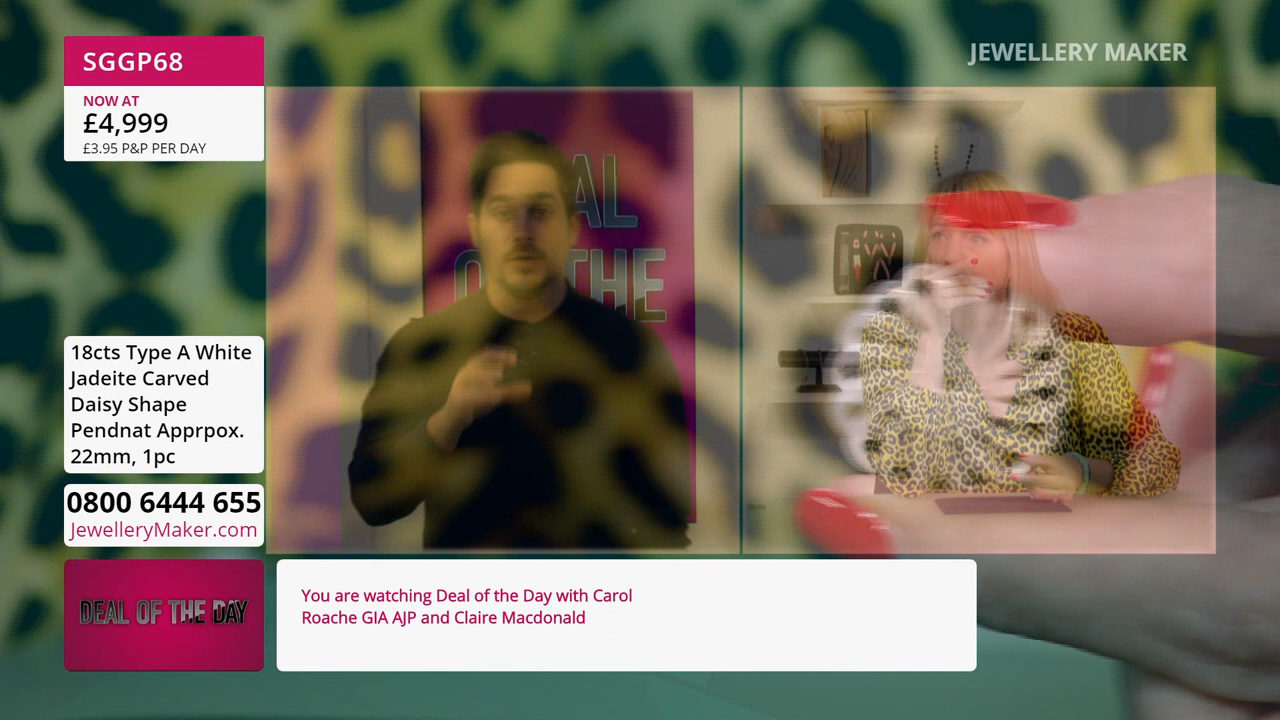 SGGP68
NOW AT
£4,999
£3.95 P&P PER DAY
JEWELLERY MAKER
AL
THE
18cts Type A White
Jadeite Carved
Daisy Shape
Pendnat Apprpox.
22mm, 1pc
0800 6444 655
JewelleryMaker.com
DEAL OF THE DAY
You are watching Deal of the Day with Carol
Roache GIA AJP and Claire Macdonald